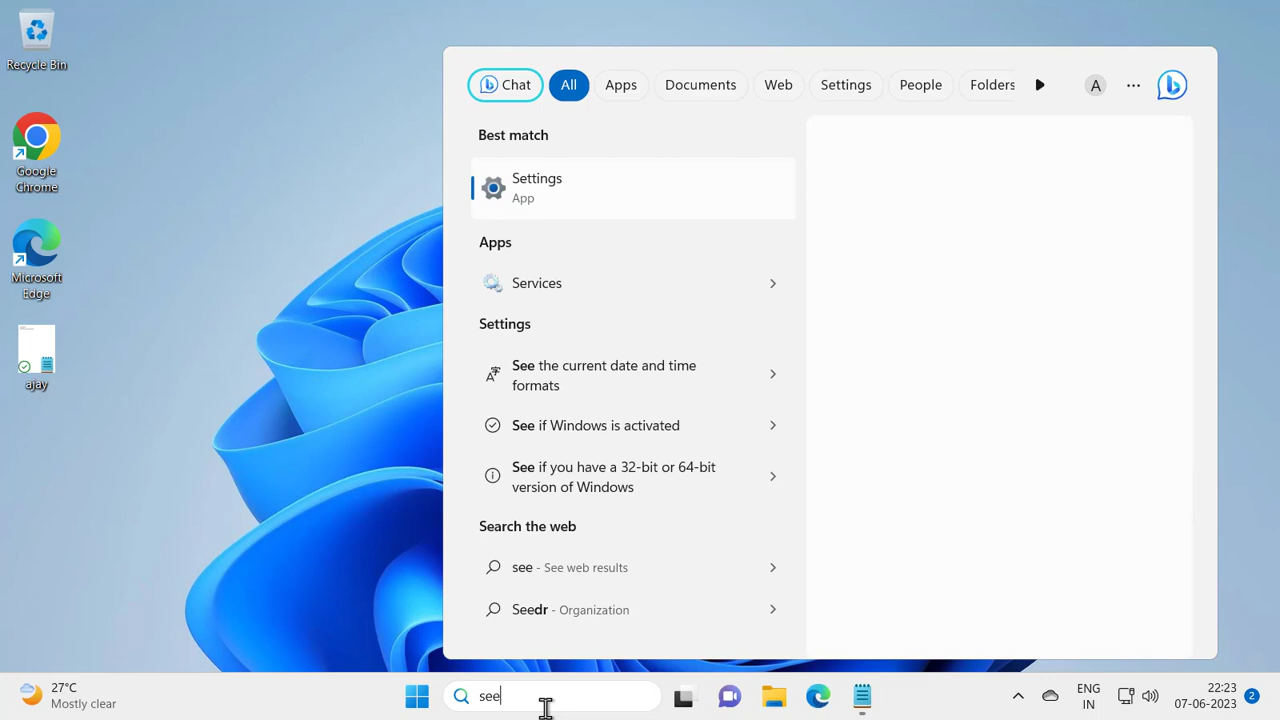 Recycle Bin
Google
Chrome
Microsoft
Edge
ajay
Chat
All
Apps
Documents
Web
Settings
People
Folders
A
Best match
Settings
App
Apps
Services
Settings
See the current date and time
formats
See if Windows is activated
See if you have a 32-bit or 64-bit
version of Windows
Search the web
see - See web results
Seedr - Organization
27°C
Mostly clear
see
ENG
IN
22:23
07-06-2023
2